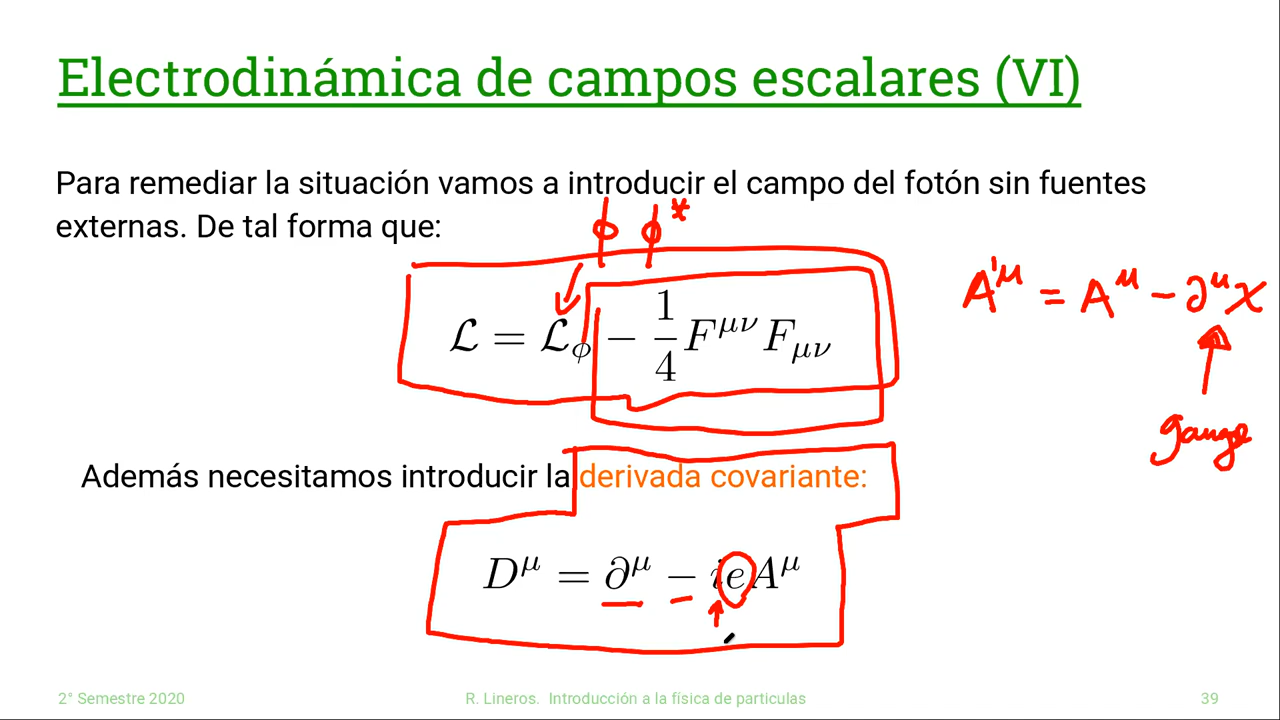 Electrodinámica de campos escalares (VI)
Para remediar la situación vamos a introducir el campo del fotón sin fuentes
externas. De tal forma que:
ϕ ϕ*
A'^μ = A^μ − ∂^μ χ
ℒ = ℒ_ϕ − 1/4 F^{μν} F_{μν}
gauge
Además necesitamos introducir la derivada covariante:
D^μ = ∂^μ − ieA^μ
2° Semestre 2020
R. Lineros. Introducción a la física de particulas
39